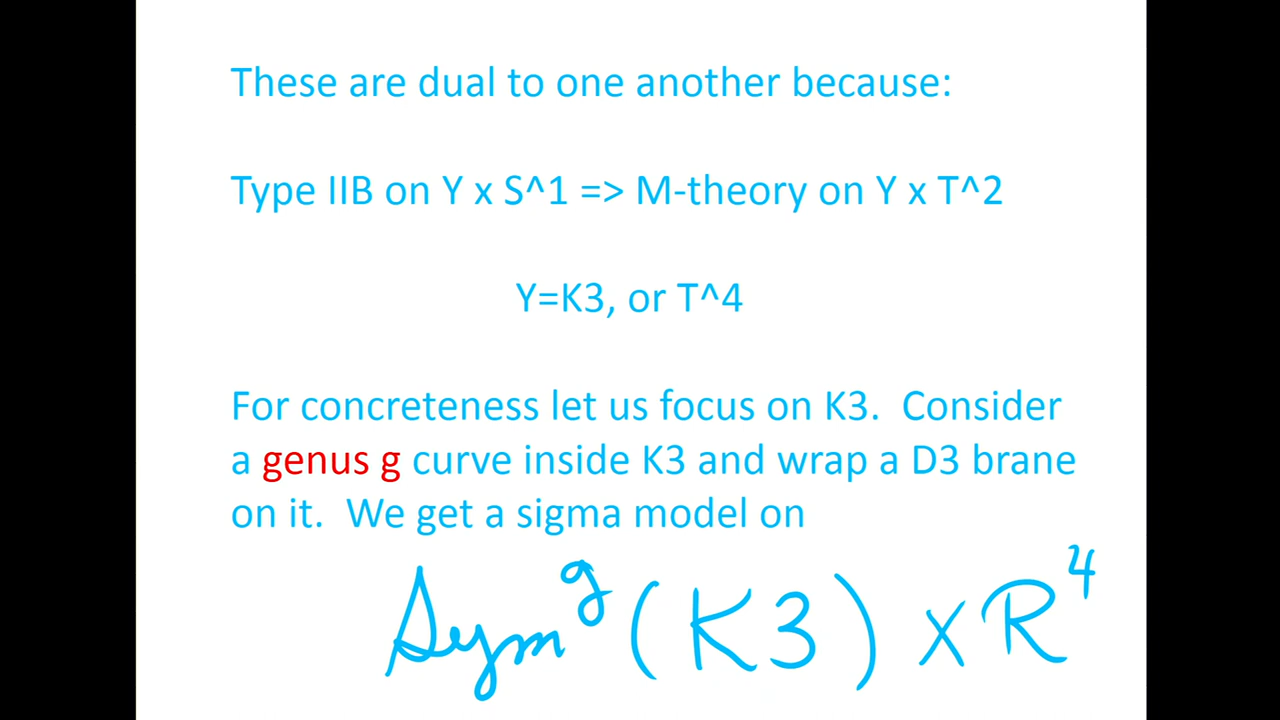 These are dual to one another because:
Type IIB on Y x S^1 => M-theory on Y x T^2
Y=K3, or T^4
For concreteness let us focus on K3.  Consider
a genus g curve inside K3 and wrap a D3 brane
on it.  We get a sigma model on
Sym^g (K3) x R^4